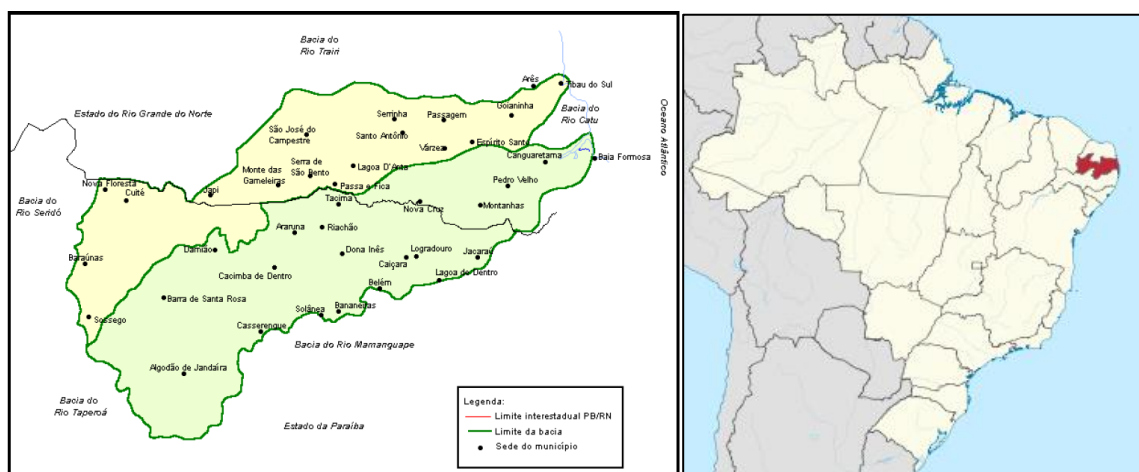 Bacia do
Rio Trairi
Arês
Tibau do Sul
Goianinha
Bacia do
Rio Catu
Oceano Atlântico
Estado do Rio Grande do Norte
Serrinha
Passagem
São José do
Campestre
Santo Antônio
Várzea
Espírito Santo
Canguaretama
Baía Formosa
Serra de
São Bento
Lagoa D'Anta
Monte das
Gameleiras
Passa e Fica
Pedro Velho
Nova Floresta
Cuité
Japi
Bacia do
Rio Seridó
Tacima
Nova Cruz
Montanhas
Araruna
Riachão
Damião
Dona Inês
Logradouro
Jacaraú
Caiçara
Baraúnas
Cacimba de Dentro
Lagoa de Dentro
Belém
Barra de Santa Rosa
Sossego
Solânea
Bananeiras
Casserengue
Bacia do Rio Mamanguape
Algodão de Jandaíra
Bacia do
Rio Taperoá
Estado da Paraíba
Legenda:
Limite interestadual PB/RN
Limite da bacia
Sede do município